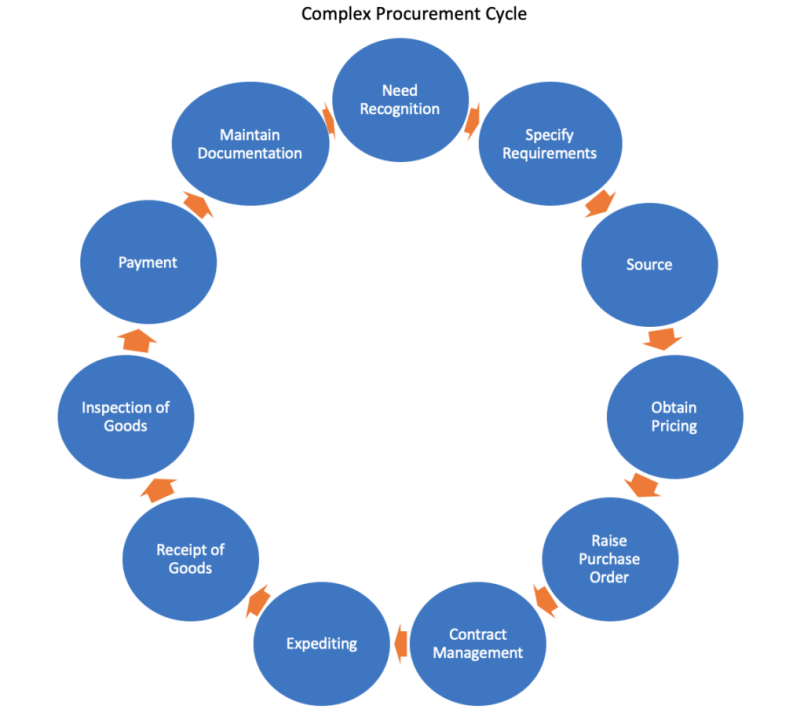 Complex Procurement Cycle
Need
Recognition
Specify
Requirements
Source
Obtain
Pricing
Raise
Purchase
Order
Contract
Management
Expediting
Receipt of
Goods
Inspection of
Goods
Payment
Maintain
Documentation